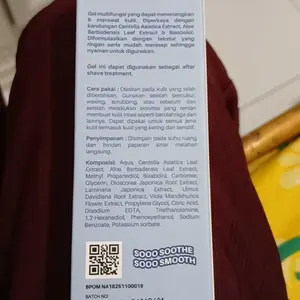 Gel multifungsi yang dapat menenangkan
& merawat kulit. Diperkaya dengan
kandungan Centella Asiatica Extract, Aloe
Barbadensis Leaf Extract & Bisabolol.
Diformulasikan dengan tekstur yang
ringan serta mudah meresap sehingga
nyaman untuk digunakan.
Gel ini dapat digunakan sebagai after
shave treatment.
Cara pakai : Oleskan pada kulit yang telah
dibersihkan. Gunakan setelah bercukur,
waxing, scrubbing, atau sebelum dan
setelah melakukan aktivitas yang
membuat kulit iritasi seperti berolahraga dan
lainnya. Dapat dipakai untuk semua jenis
kulit termasuk kulit yang kering dan sensitif.
Penyimpanan : Disimpan pada suhu ruang
dan hindari paparan sinar matahari
langsung.
Komposisi: Aqua, Centella Asiatica Leaf
Extract, Aloe Barbadensis Leaf Extract,
Methyl Propanediol, Bisabolol, Carbomer,
Glycerin, Dioscorea Japonica Root Extract,
Laminaria Japonica Extract, Ulmus
Davidiana Root Extract, Viola Mandshurica
Flower Extract, Propylene Glycol, Citric Acid,
Disodium EDTA, Triethanolamine,
1,2-Hexanediol, Phenoxyethanol, Sodium
Benzoate, Potassium sorbate.
SOOO SOOTHE
SOOO SMOOTH
BPOM NA18251100019
BATCH NO: